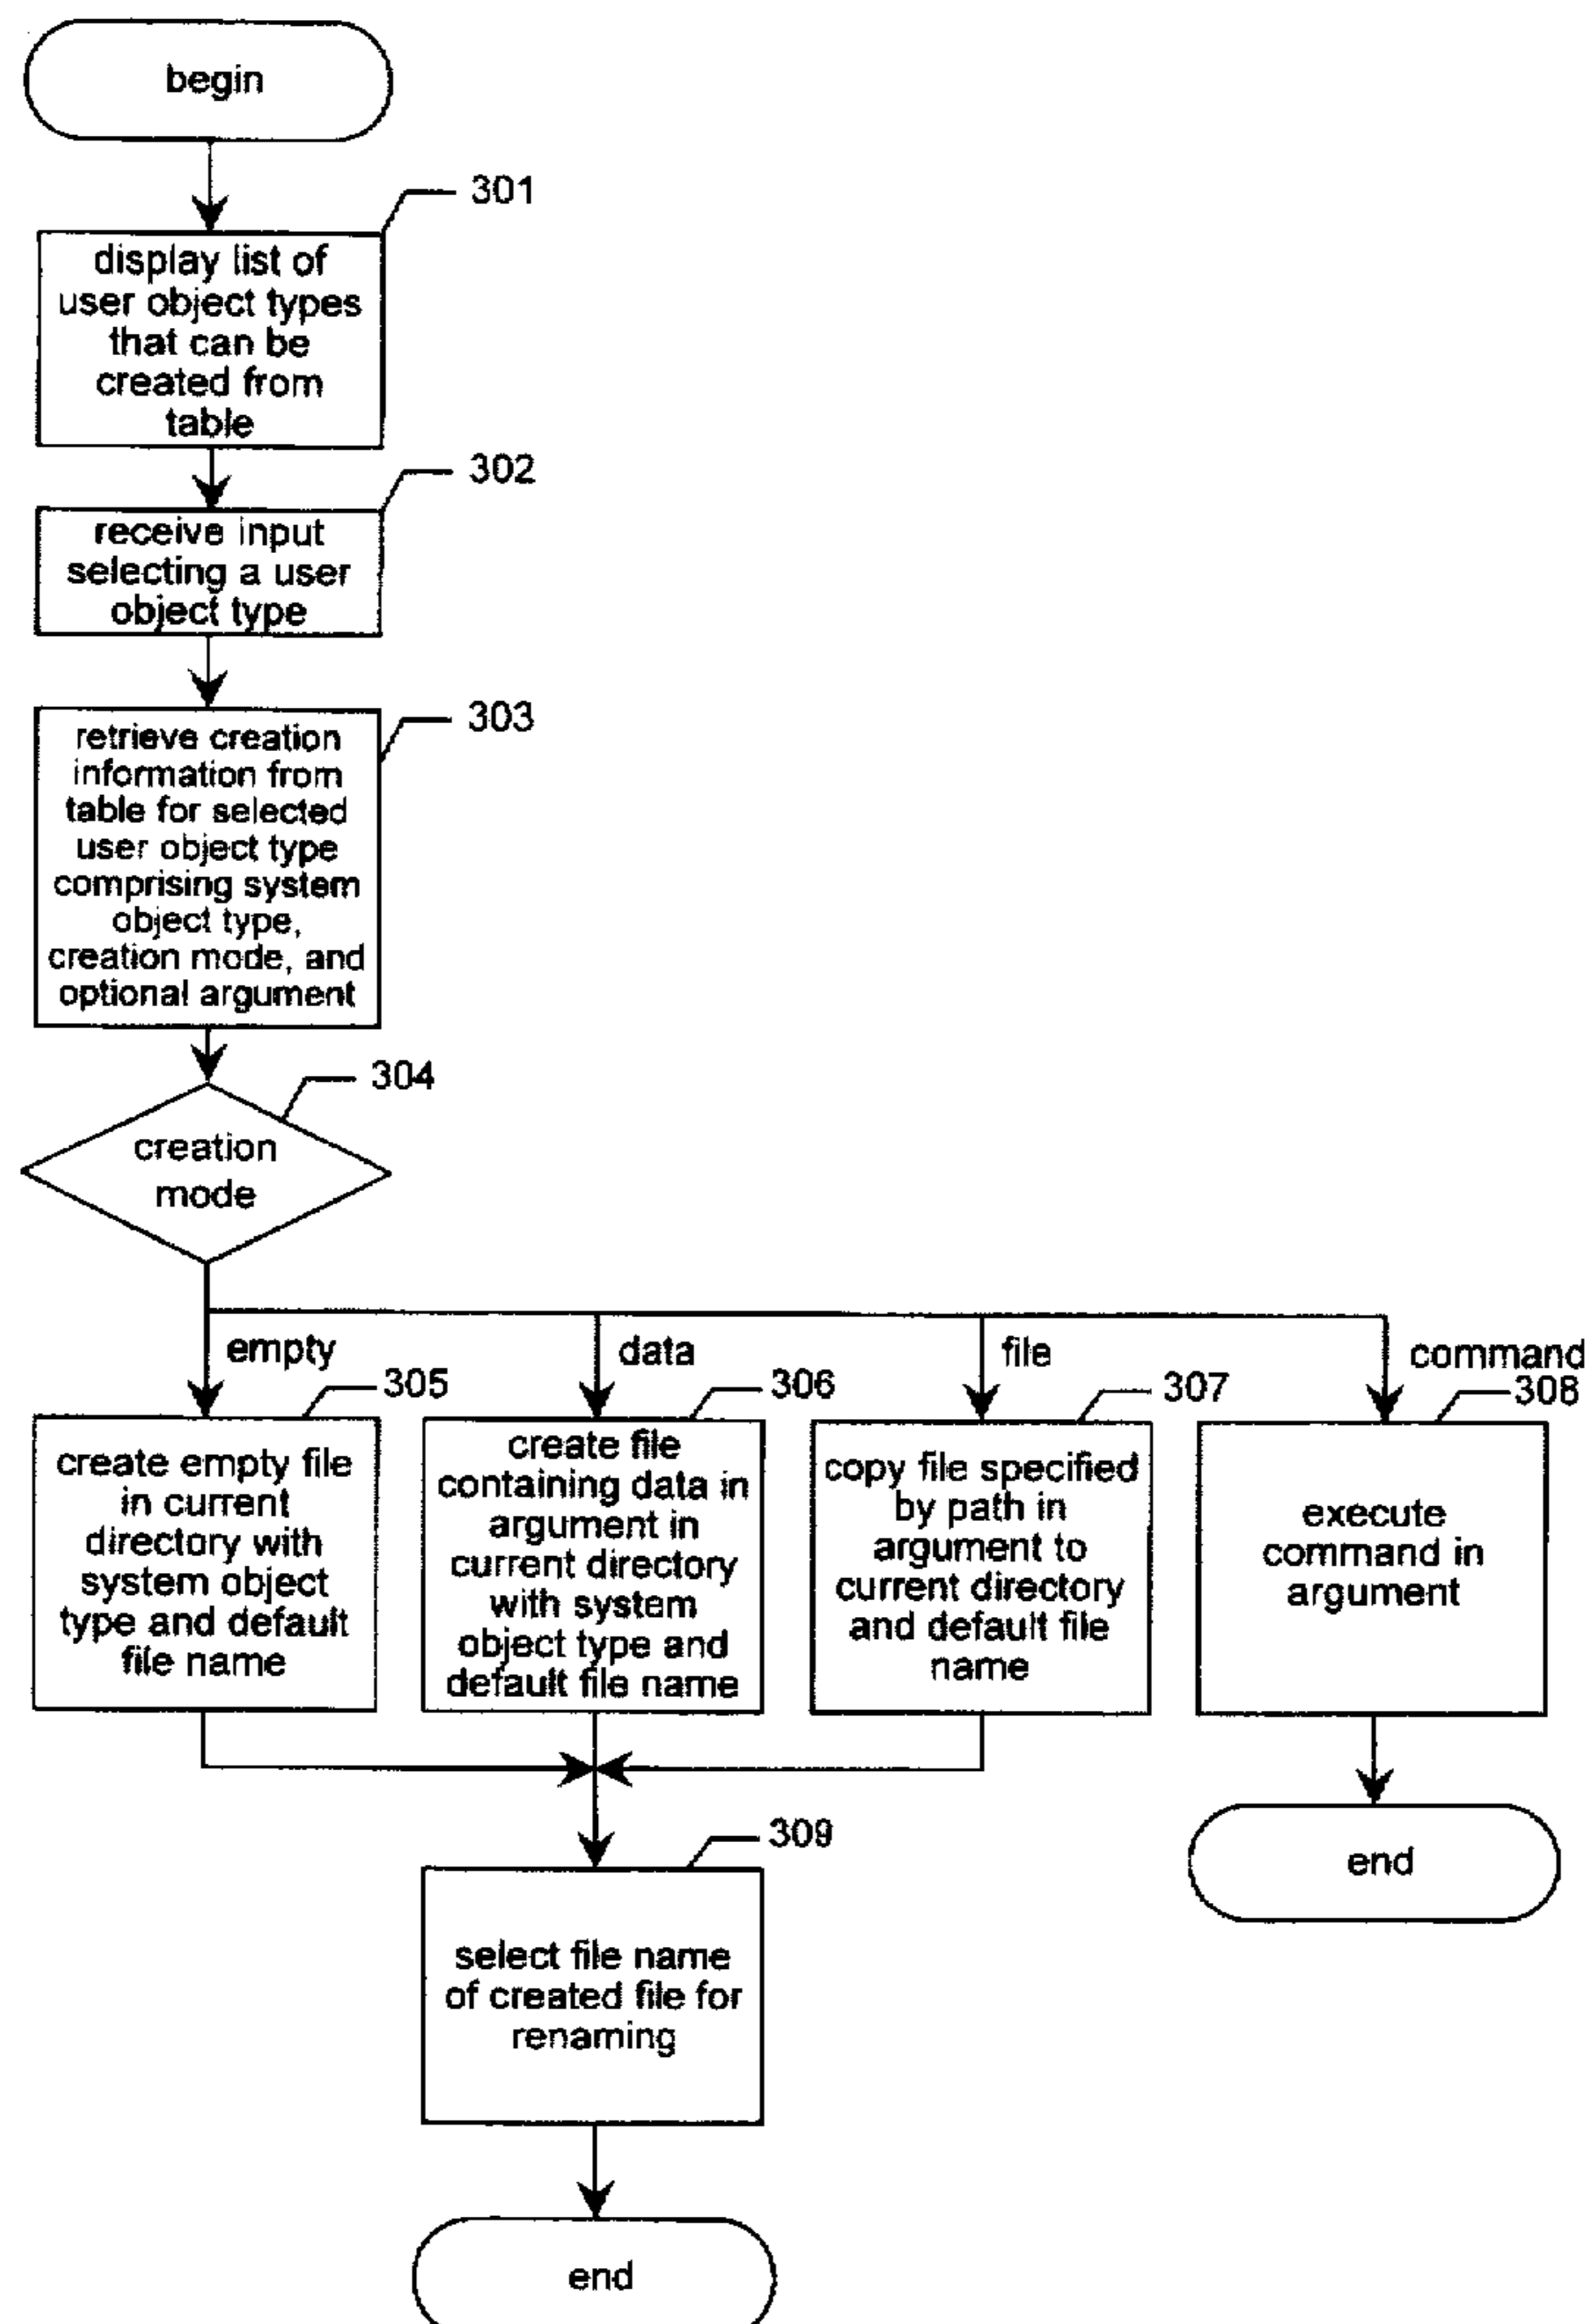 begin
301
display list of
user object types
that can be
created from
table
302
receive input
selecting a user
object type
303
retrieve creation
information from
table for selected
user object type
comprising system
object type,
creation mode, and
optional argument
304
creation
mode
empty
data
file
command
305
306
307
308
create empty file
in current
directory with
system object
type and default
file name
create file
containing data in
argument in
current directory
with system
object type and
default file name
copy file specified
by path in
argument to
current directory
and default file
name
execute
command in
argument
309
select file name
of created file for
renaming
end
end